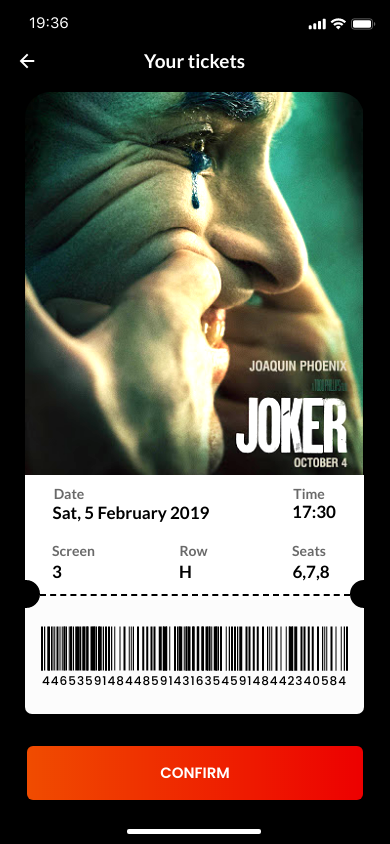 19:36
Your tickets
JOAQUIN PHOENIX
JOKER
OCTOBER 4
Date
Time
Sat, 5 February 2019
17:30
Screen
Row
Seats
3
H
6,7,8
4465359148448591431635459148442340584
CONFIRM